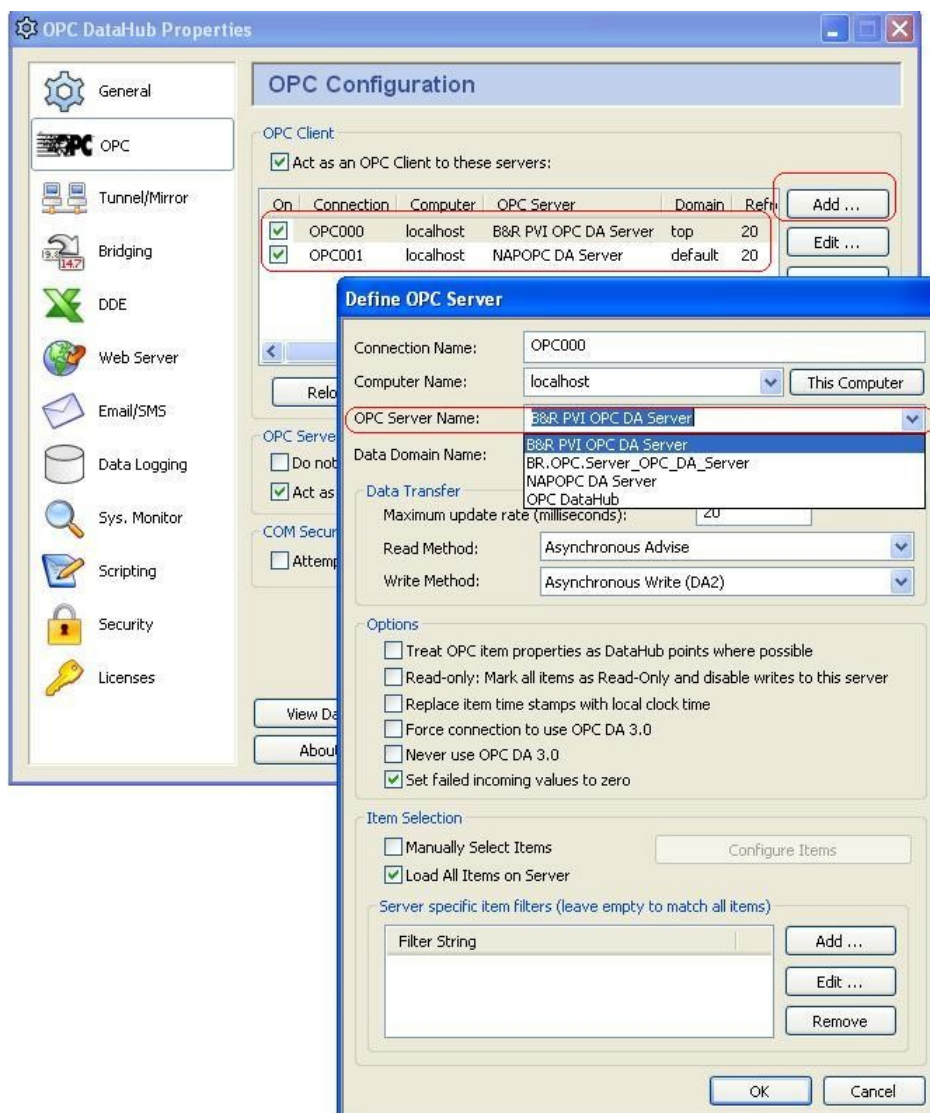 OPC DataHub Properties
General
OPC
Tunnel/Mirror
Bridging
DDE
Web Server
Email/SMS
Data Logging
Sys. Monitor
Scripting
Security
Licenses
OPC Configuration
OPC Client
Act as an OPC Client to these servers:
On Connection Computer OPC Server Domain Refre
OPC000 localhost B&R PVI OPC DA Server top 20
OPC001 localhost NAPOPC DA Server default 20
Add ...
Edit ...
Relo
OPC Serve
Do not
Act as
COM Secur
Attemp
View Da
About
Define OPC Server
Connection Name: OPC000
Computer Name: localhost This Computer
OPC Server Name: B&R PVI OPC DA Server
B&R PVI OPC DA Server
BR.OPC.Server_OPC_DA_Server
NAPOPC DA Server
OPC DataHub
Data Domain Name:
Data Transfer
Maximum update rate (milliseconds): 20
Read Method: Asynchronous Advise
Write Method: Asynchronous Write (DA2)
Options
Treat OPC item properties as DataHub points where possible
Read-only: Mark all items as Read-Only and disable writes to this server
Replace item time stamps with local clock time
Force connection to use OPC DA 3.0
Never use OPC DA 3.0
Set failed incoming values to zero
Item Selection
Manually Select Items Configure Items
Load All Items on Server
Server specific item filters (leave empty to match all items)
Filter String
Add ...
Edit ...
Remove
OK Cancel